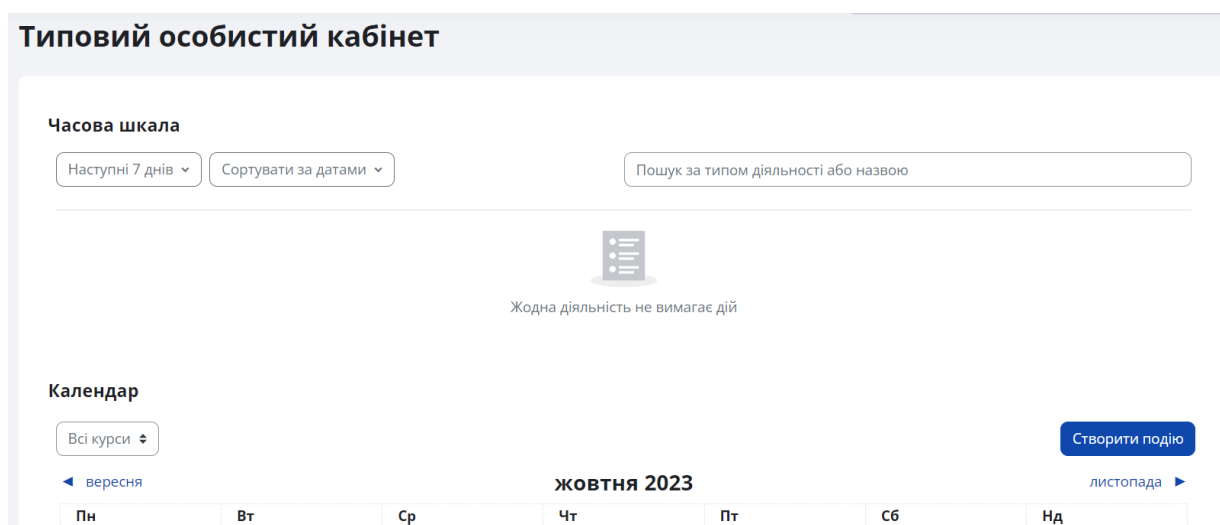 Типовий особистий кабінет
Часова шкала
Наступні 7 днів Сортувати за датами Пошук за типом діяльності або назвою
Жодна діяльність не вимагає дій
Календар
Всі курси Створити подію
◄ вересня жовтня 2023 листопада ►
Пн Вт Ср Чт Пт Сб Нд